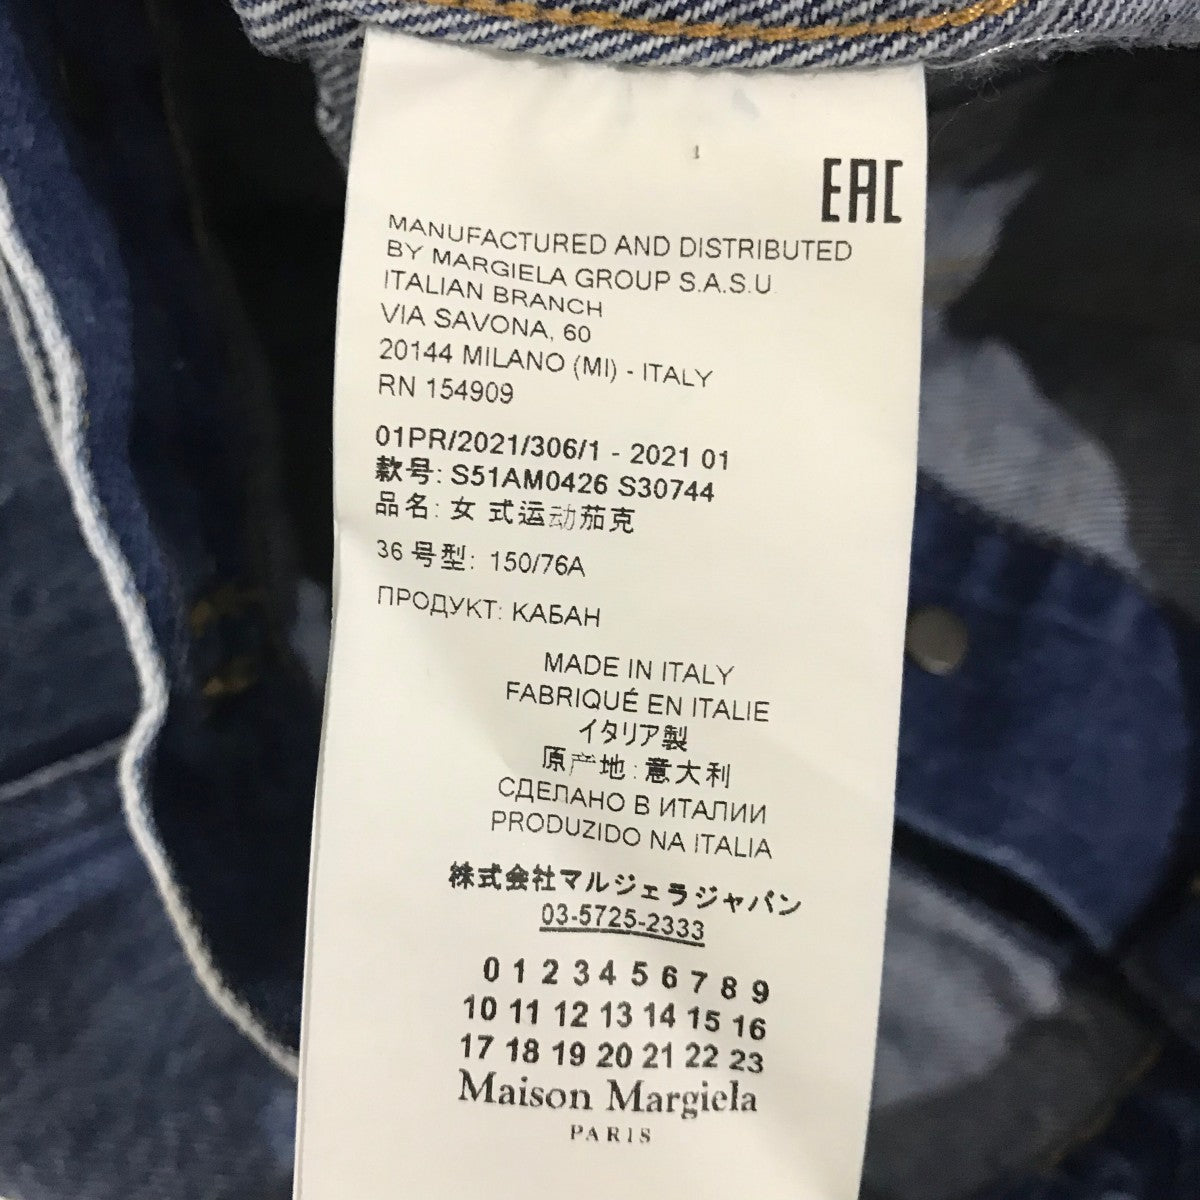 EAC
MANUFACTURED AND DISTRIBUTED
BY MARGIELA GROUP S.A.S.U.
ITALIAN BRANCH
VIA SAVONA, 60
20144 MILANO (MI) - ITALY
RN 154909
01PR/2021/306/1 - 2021 01
款号: S51AM0426 S30744
品名: 女 式运动茄克
36 号型: 150/76A
ПРОДУКТ: КАБАН
MADE IN ITALY
FABRIQUÉ EN ITALIE
イタリア製
原产地: 意大利
СДЕЛАНО В ИТАЛИИ
PRODUZIDO NA ITALIA
株式会社マルジェラジャパン
03-5725-2333
0 1 2 3 4 5 6 7 8 9
10 11 12 13 14 15 16
17 18 19 20 21 22 23
Maison Margiela
PARIS